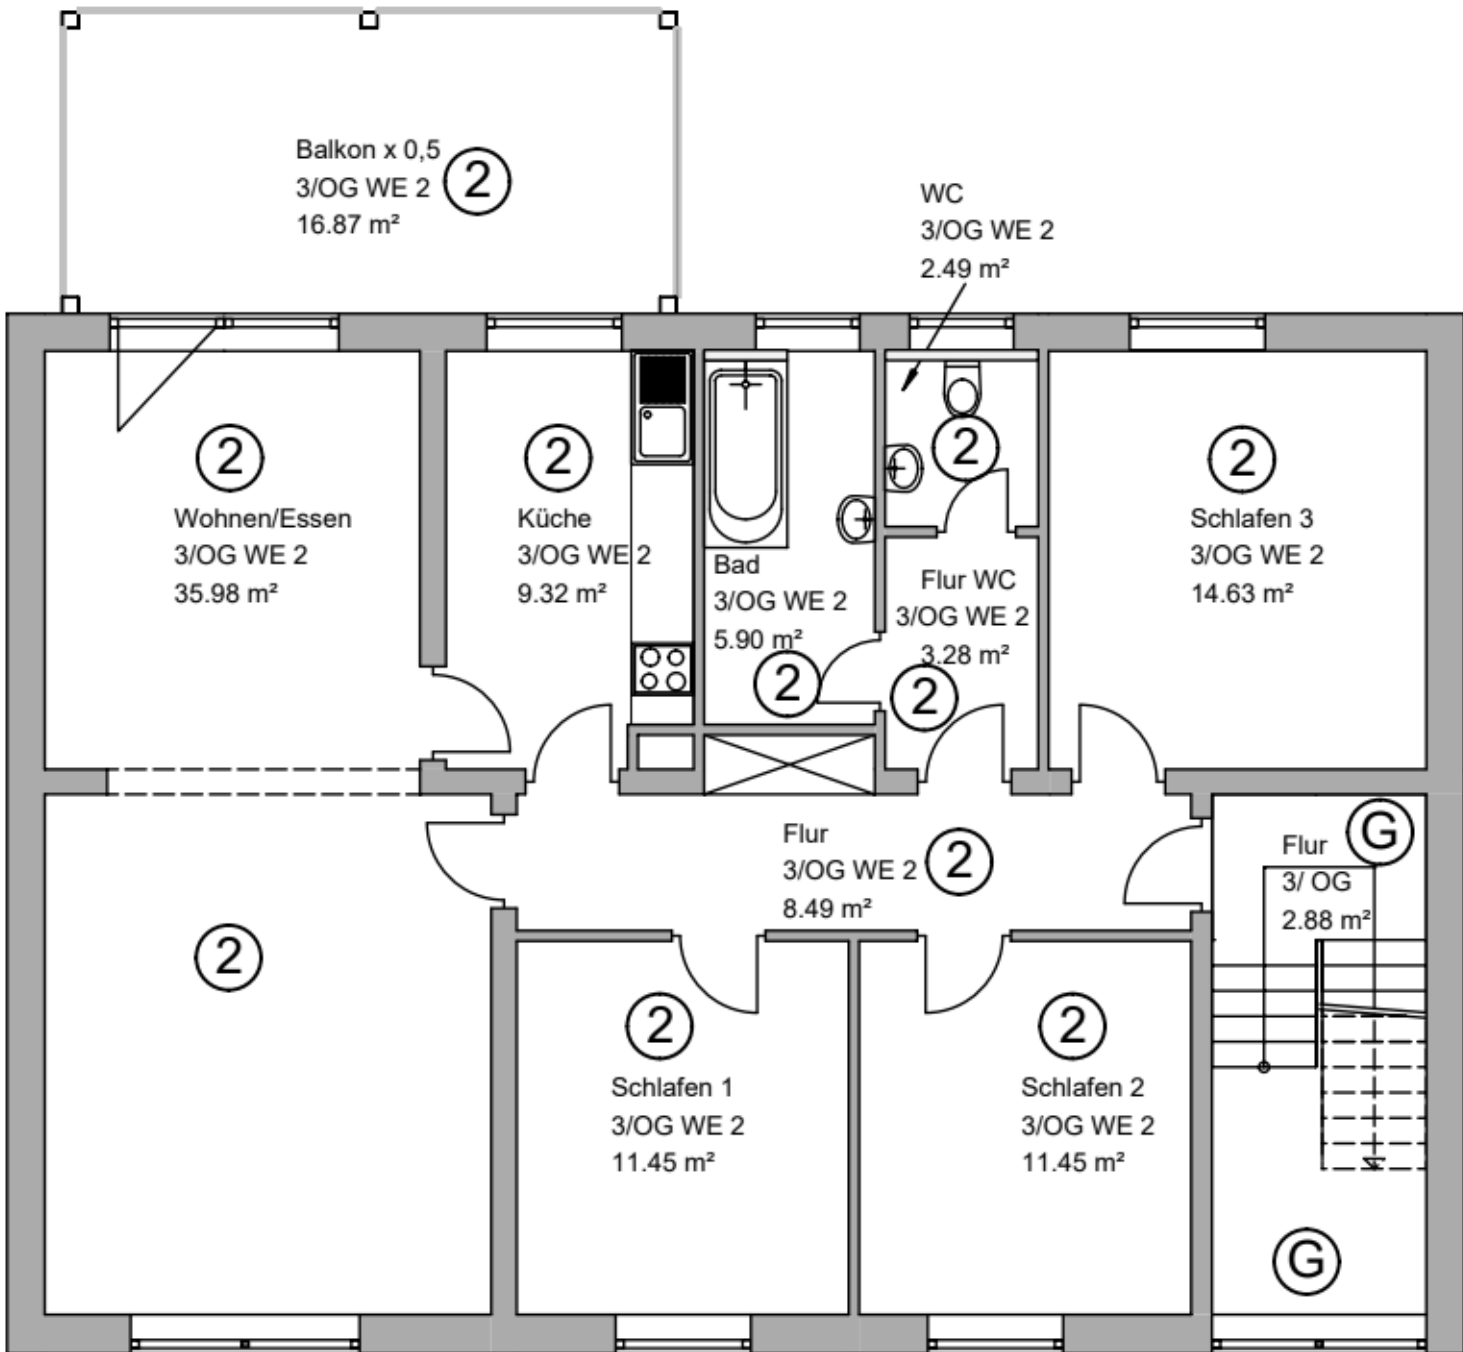 Balkon x 0,5
3/OG WE 2
16.87 m²
2
WC
3/OG WE 2
2.49 m²
2
2
Wohnen/Essen
3/OG WE 2
35.98 m²
2
Küche
3/OG WE 2
9.32 m²
Bad
3/OG WE 2
5.90 m²
2
Flur WC
3/OG WE 2
3.28 m²
2
2
Schlafen 3
3/OG WE 2
14.63 m²
Flur
3/OG WE 2
8.49 m²
2
G
Flur
3/ OG
2.88 m²
2
2
Schlafen 1
3/OG WE 2
11.45 m²
2
Schlafen 2
3/OG WE 2
11.45 m²
G